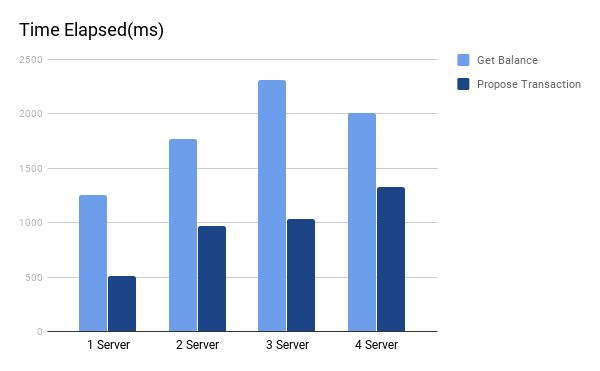 Time Elapsed(ms)
Get Balance
Propose Transaction
2500
2000
1500
1000
500
0
1 Server
2 Server
3 Server
4 Server